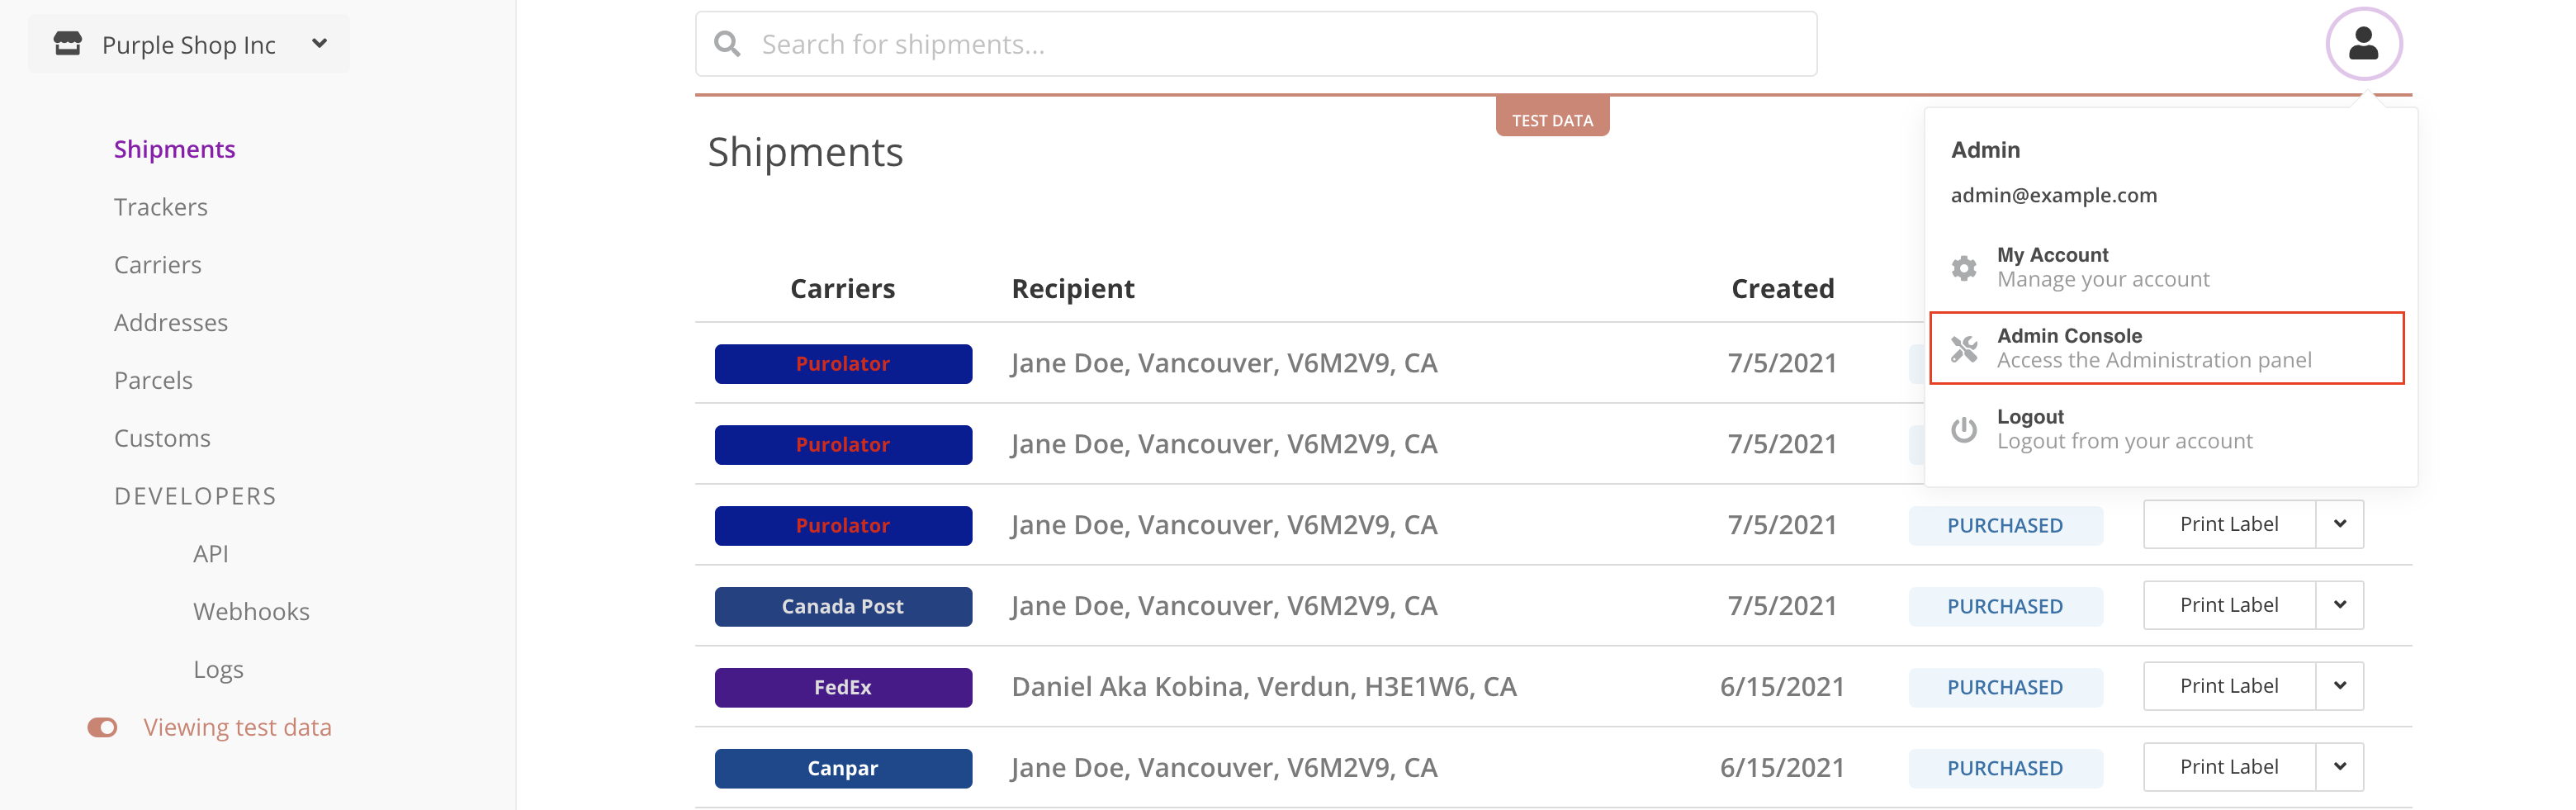 Purple Shop Inc
Search for shipments...
Shipments
Trackers
Carriers
Addresses
Parcels
Customs
DEVELOPERS
API
Webhooks
Logs
Viewing test data
TEST DATA
Shipments
Admin
admin@example.com
My Account
Manage your account
Admin Console
Access the Administration panel
Logout
Logout from your account
Carriers Recipient Created
Purolator Jane Doe, Vancouver, V6M2V9, CA 7/5/2021
Purolator Jane Doe, Vancouver, V6M2V9, CA 7/5/2021
Purolator Jane Doe, Vancouver, V6M2V9, CA 7/5/2021 PURCHASED Print Label
Canada Post Jane Doe, Vancouver, V6M2V9, CA 7/5/2021 PURCHASED Print Label
FedEx Daniel Aka Kobina, Verdun, H3E1W6, CA 6/15/2021 PURCHASED Print Label
Canpar Jane Doe, Vancouver, V6M2V9, CA 6/15/2021 PURCHASED Print Label